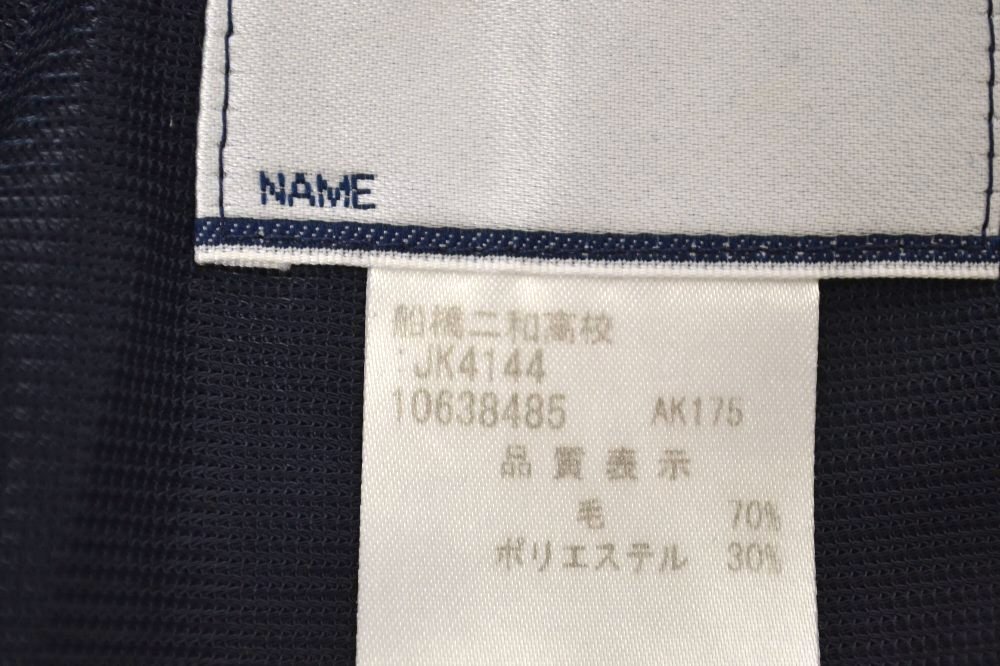 NAME
船橋二和高校
JK4144
10638485 AK175
品質表示
毛 70%
ポリエステル 30%